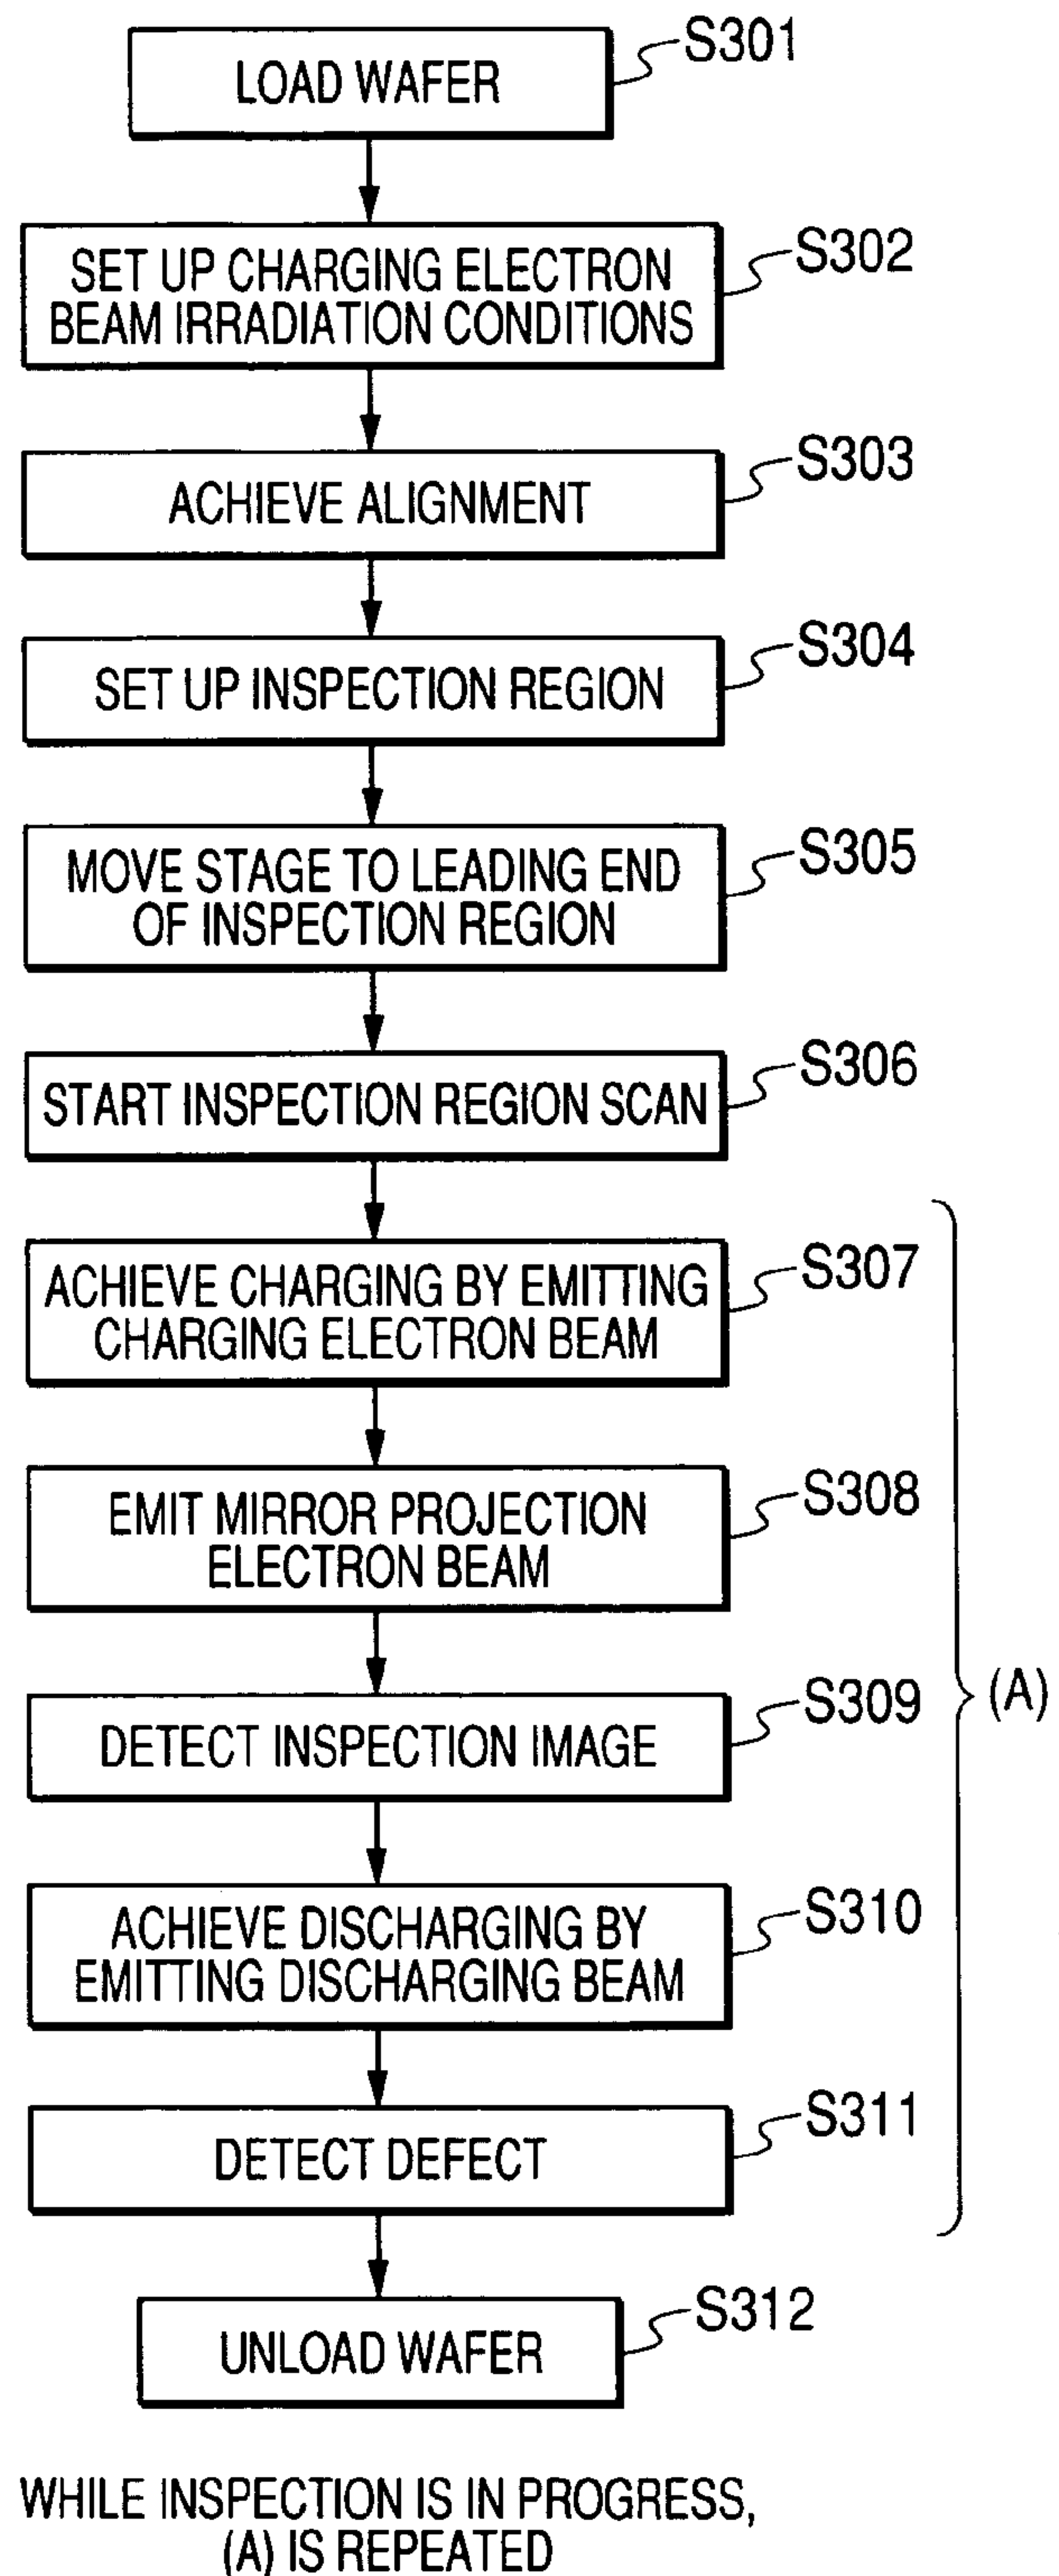 LOAD WAFER
S301
SET UP CHARGING ELECTRON
BEAM IRRADIATION CONDITIONS
S302
ACHIEVE ALIGNMENT
S303
SET UP INSPECTION REGION
S304
MOVE STAGE TO LEADING END
OF INSPECTION REGION
S305
START INSPECTION REGION SCAN
S306
ACHIEVE CHARGING BY EMITTING
CHARGING ELECTRON BEAM
S307
EMIT MIRROR PROJECTION
ELECTRON BEAM
S308
DETECT INSPECTION IMAGE
S309
(A)
ACHIEVE DISCHARGING BY
EMITTING DISCHARGING BEAM
S310
DETECT DEFECT
S311
UNLOAD WAFER
S312
WHILE INSPECTION IS IN PROGRESS,
(A) IS REPEATED